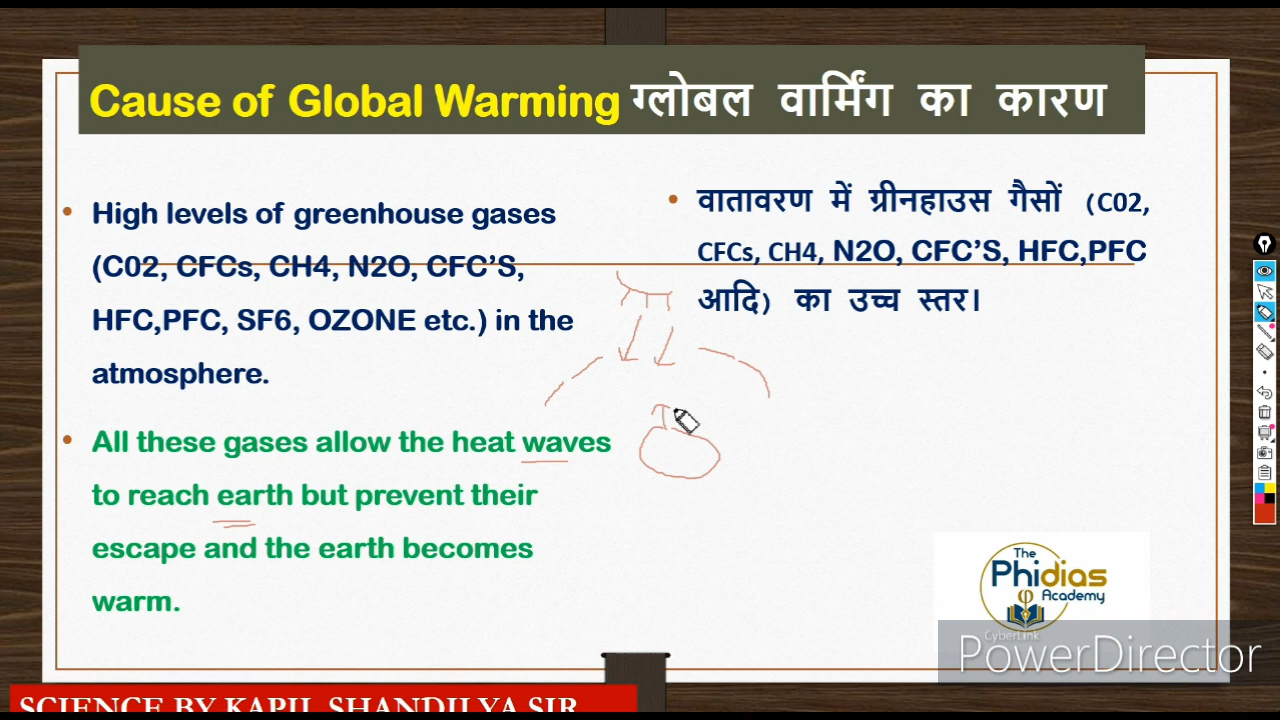 Cause of Global Warming ग्लोबल वार्मिंग का कारण
• High levels of greenhouse gases
(C02, CFCs, CH4, N2O, CFC’S,
HFC,PFC, SF6, OZONE etc.) in the
atmosphere.
• All these gases allow the heat waves
to reach earth but prevent their
escape and the earth becomes
warm.
• वातावरण में ग्रीनहाउस गैसों (C02,
CFCs, CH4, N2O, CFC’S, HFC,PFC
आदि) का उच्च स्तर।
The
Phidias
Academy
CyberLink
PowerDirector
SCIENCE BY KAPIL SHANDILYA SIR